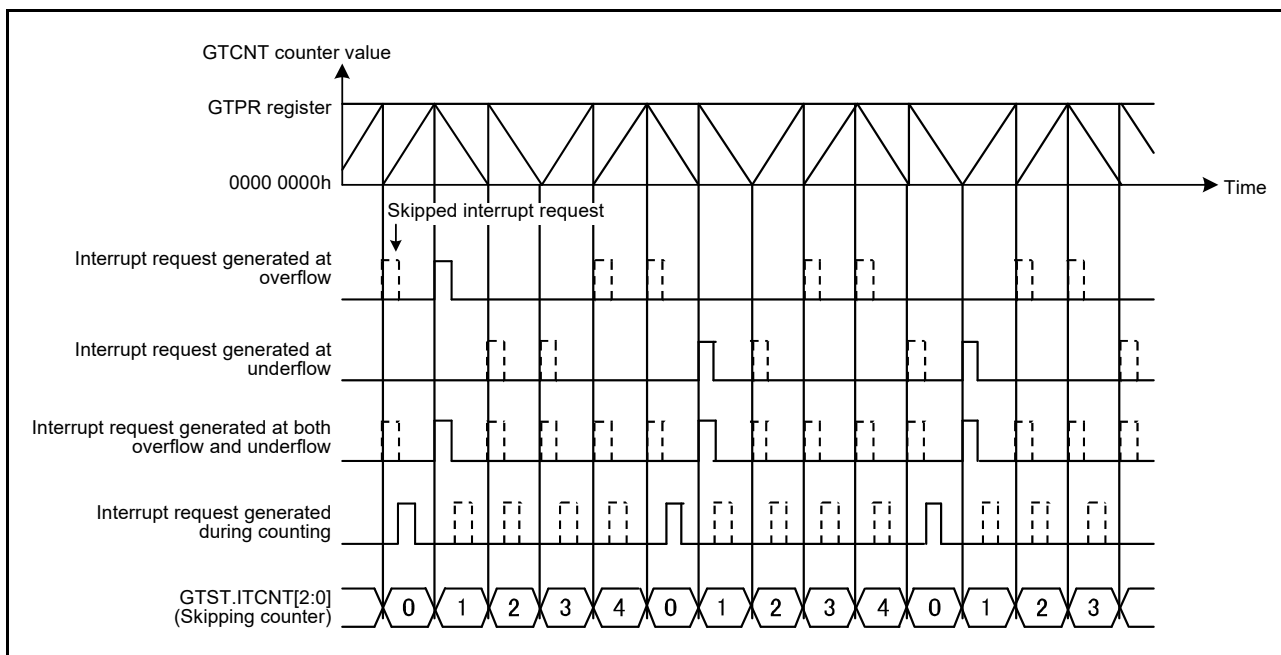 GTCNT counter value
GTPR register
0000 0000h
Time
Skipped interrupt request
Interrupt request generated at
overflow
Interrupt request generated at
underflow
Interrupt request generated at both
overflow and underflow
Interrupt request generated
during counting
GTST.ITCNT[2:0]
(Skipping counter)
0 1 2 3 4 0 1 2 3 4 0 1 2 3